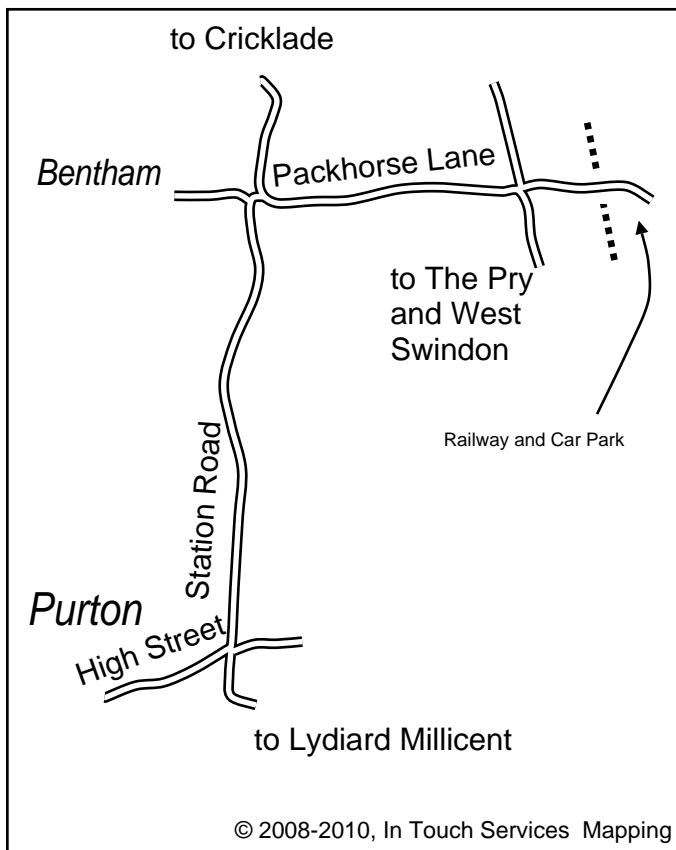 to Cricklade
Bentham
Packhorse Lane
to The Pry
and West
Swindon
Railway and Car Park
Station Road
Purton
High Street
to Lydiard Millicent
© 2008-2010, In Touch Services Mapping